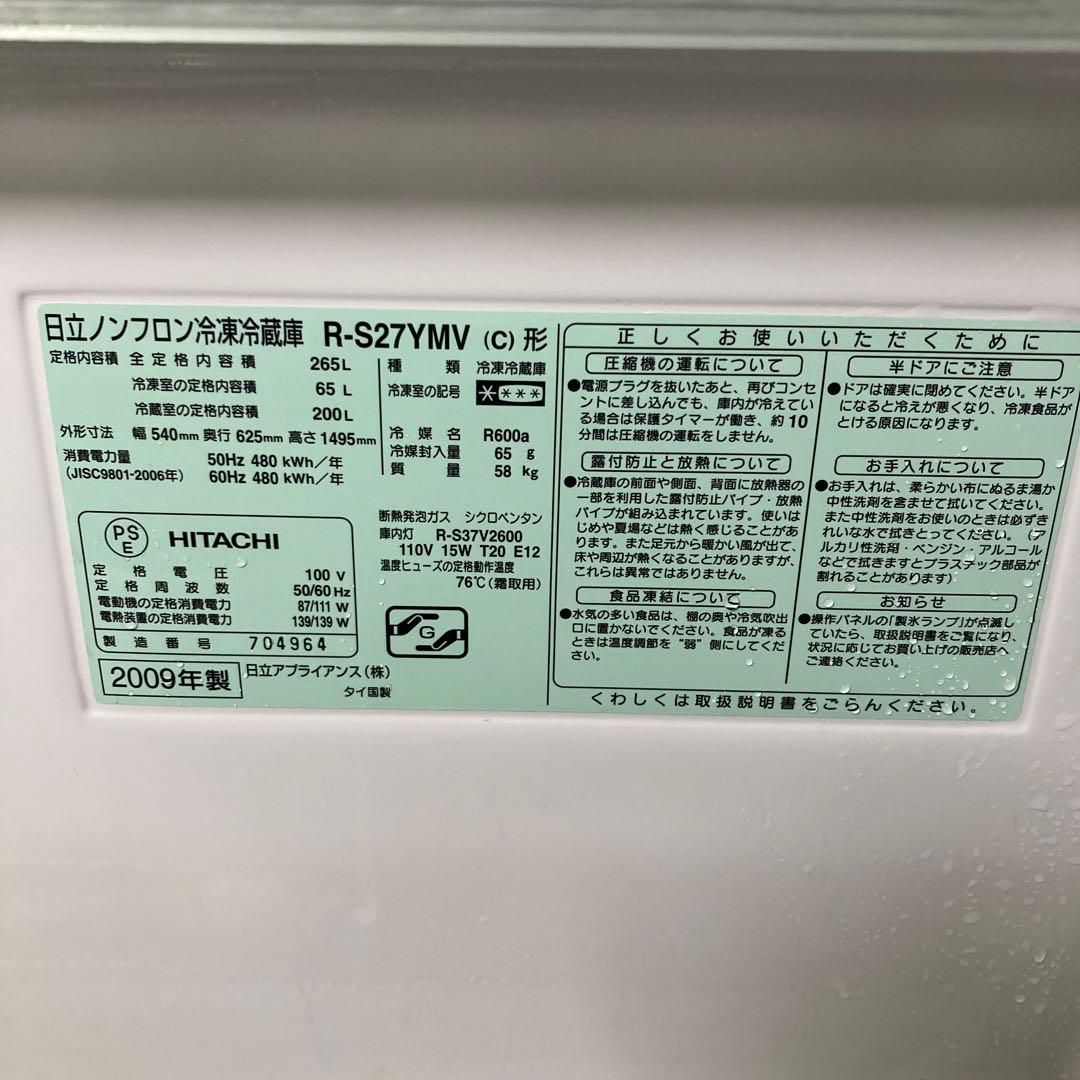 日立ノンフロン冷凍冷蔵庫 R-S27YMV (C) 形
定格内容積 全定格内容積 265L
冷凍室の定格内容積 65 L
冷蔵室の定格内容積 200L
外形寸法 幅 540mm 奥行 625mm 高さ 1495mm
消費電力量 50Hz 480 kWh/年
(JISC9801-2006年) 60Hz 480 kWh/年
種類 冷凍冷蔵庫
冷凍室の記号
冷媒名 R600a
冷媒封入量 65 g
質量 58 kg
断熱発泡ガス シクロペンタン
庫内灯 R-S37V2600
110V 15W T20 E12
温度ヒューズの定格動作温度
76℃(霜取用)
PS
E
HITACHI
定格電圧 100 V
定格周波数 50/60 Hz
電動機の定格消費電力 87/111 W
電熱装置の定格消費電力 139/139 W
製造番号 704964
G
2009年製
日立アプライアンス(株)
タイ国製
正しくお使いいただくために
圧縮機の運転について
●電源プラグを抜いたあと、再びコンセ
ントに差し込んでも、庫内が冷えてい
る場合は保護タイマーが働き、約10
分間は圧縮機の運転をしません。
露付防止と放熱について
●冷蔵庫の前面や側面、背面に放熱器の
一部を利用した露付防止パイプ・放熱
パイプが組み込まれています。使いは
じめや夏場などは熱く感じることがあ
ります。また足元から暖かい風が出て、
床や周辺が熱くなることがありますが、
これらは異常ではありません。
食品凍結について
●水気の多い食品は、棚の奥や冷気吹出
口に置かないでください。食品が凍ると
きは温度調節を“弱”側にしてくださ
い。
半ドアにご注意
●ドアは確実に閉めてください。半ドア
になると冷えが悪くなり、冷凍食品が
とける原因になります。
お手入れについて
●お手入れは、柔らかい布にぬるま湯か
中性洗剤を含ませて拭いてください。
また中性洗剤をお使いのときは必ずき
れいな水で拭きとってください。(ア
ルカリ性洗剤・ベンジン・アルコール
などで拭きますとプラスチック部品が
割れることがあります)
お知らせ
●操作パネルの「製氷ランプ」が点滅し
ていたら、取扱説明書をご覧になり、
状況に応じてお買い上げの販売店へ
ご連絡ください。
くわしくは取扱説明書をごらんください。